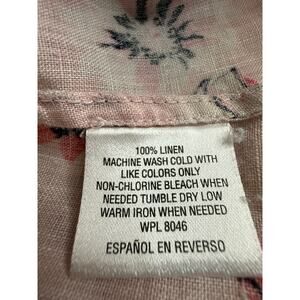 100% LINEN
MACHINE WASH COLD WITH
LIKE COLORS ONLY
NON-CHLORINE BLEACH WHEN
NEEDED TUMBLE DRY LOW
WARM IRON WHEN NEEDED
WPL 8046
ESPAÑOL EN REVERSO